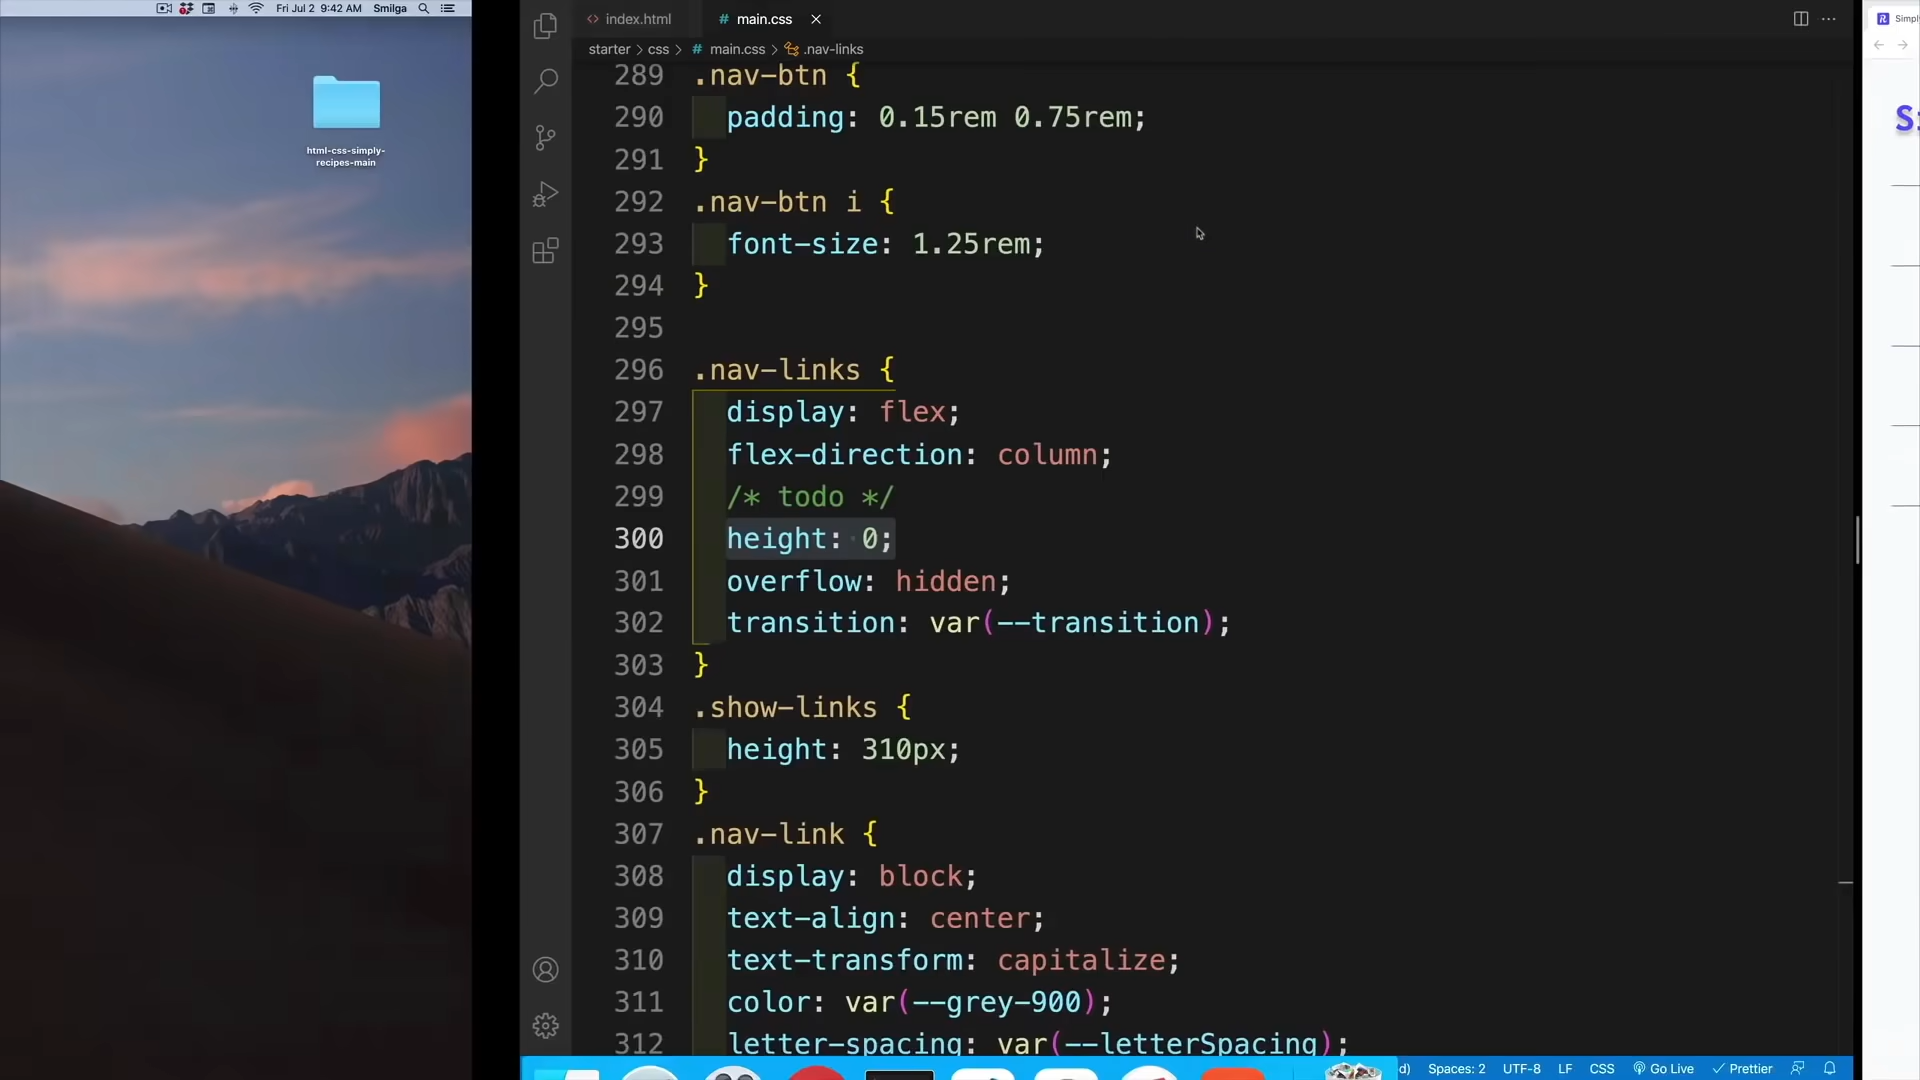 Fri Jul 2 9:42 AM Smilga
html-css-simply-
recipes-main
index.html
# main.css
starter > css > # main.css > .nav-links
289 .nav-btn {
290 padding: 0.15rem 0.75rem;
291 }
292 .nav-btn i {
293 font-size: 1.25rem;
294 }
295
296 .nav-links {
297 display: flex;
298 flex-direction: column;
299 /* todo */
300 height: 0;
301 overflow: hidden;
302 transition: var(--transition);
303 }
304 .show-links {
305 height: 310px;
306 }
307 .nav-link {
308 display: block;
309 text-align: center;
310 text-transform: capitalize;
311 color: var(--grey-900);
312 letter-spacing: var(--letterSpacing);
d) Spaces: 2 UTF-8 LF CSS Go Live Prettier
Simply